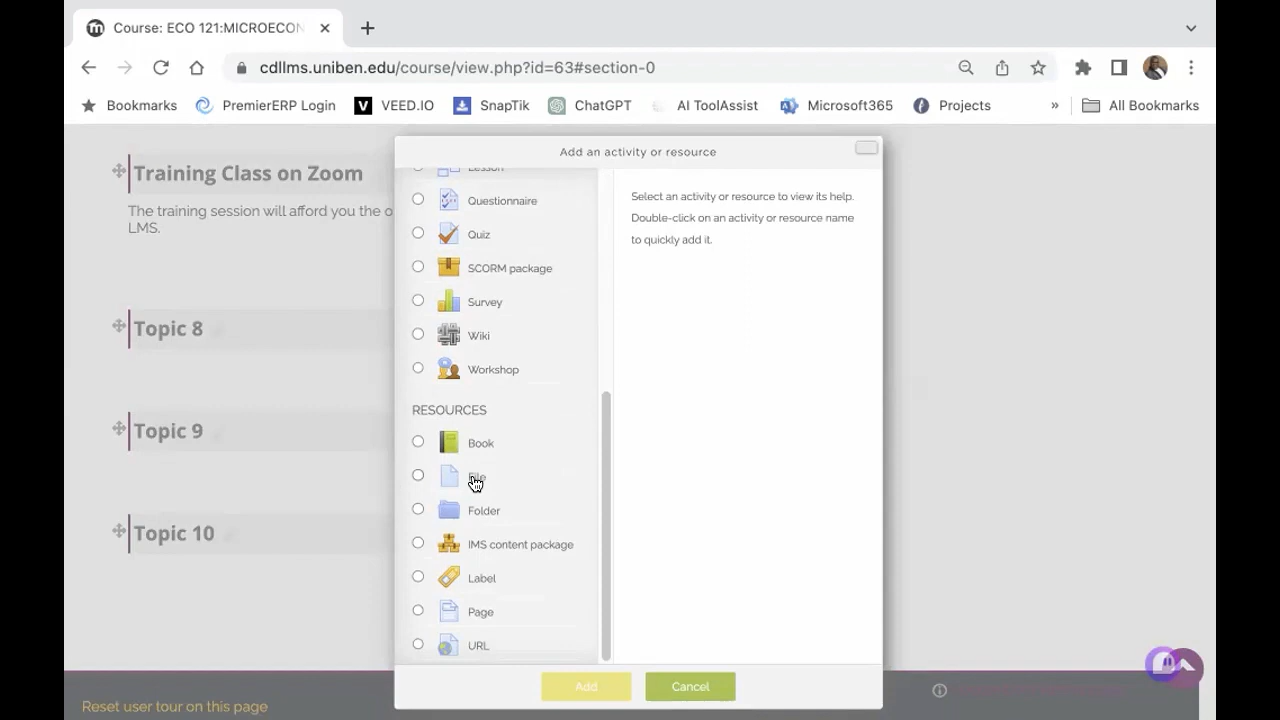 Course: ECO 121:MICROECON
cdllms.uniben.edu/course/view.php?id=63#section-0
Bookmarks PremierERP Login VEED.IO SnapTik ChatGPT AI ToolAssist Microsoft365 Projects » All Bookmarks
Add an activity or resource
Training Class on Zoom
The training session will afford you the o
LMS.
Topic 8
Topic 9
Topic 10
Lesson
Questionnaire
Quiz
SCORM package
Survey
Wiki
Workshop
RESOURCES
Book
File
Folder
IMS content package
Label
Page
URL
Select an activity or resource to view its help.
Double-click on an activity or resource name
to quickly add it.
Add
Cancel
Reset user tour on this page